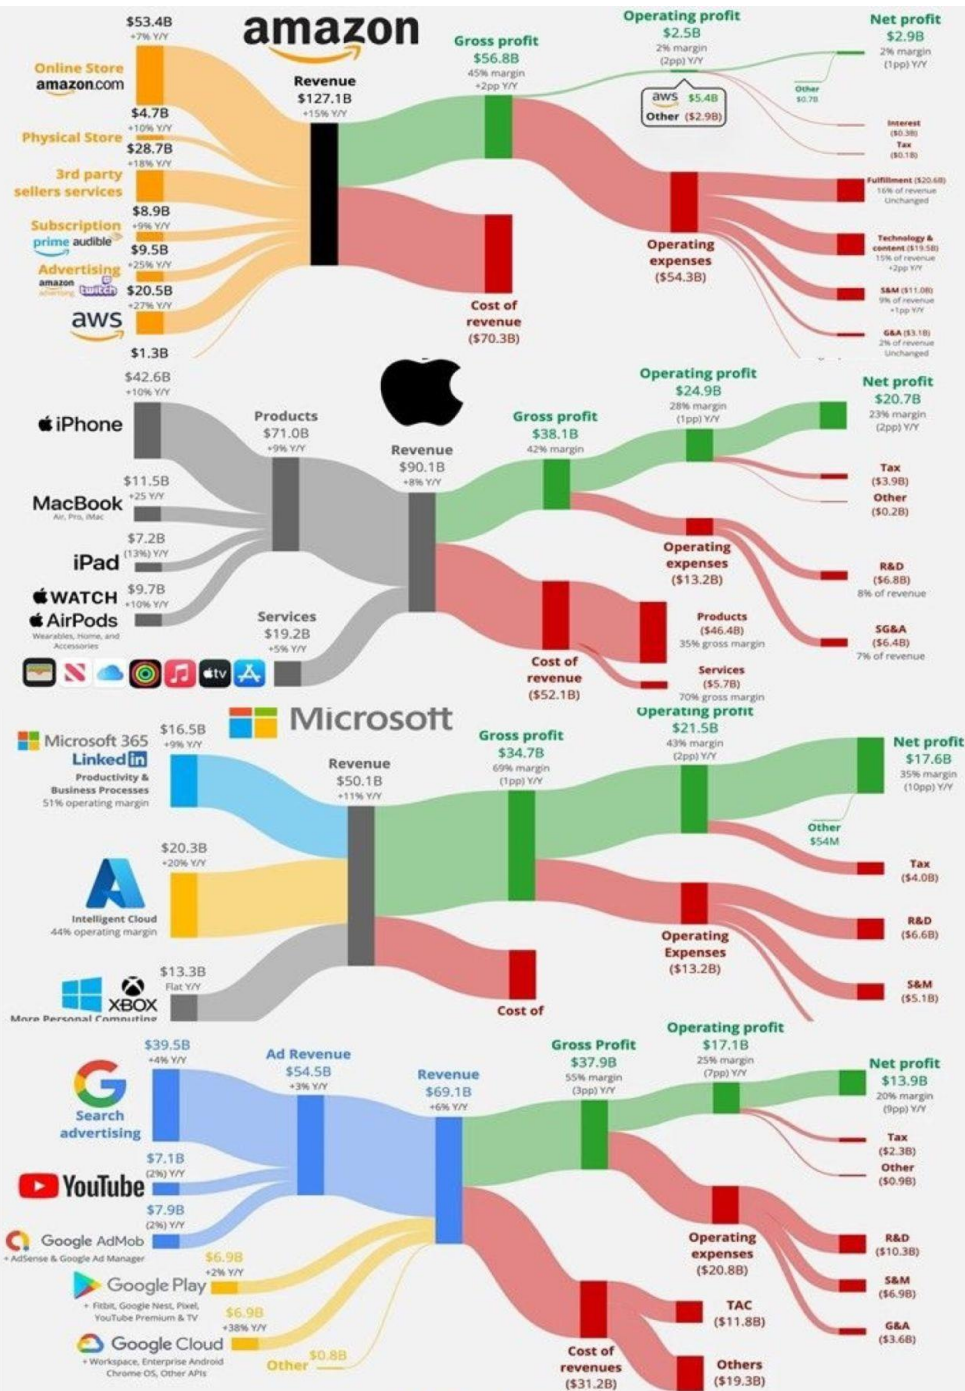 $53.4B
+7% Y/Y
amazon
Operating profit
$2.5B
2% margin
(2pp) Y/Y
Net profit
$2.9B
2% margin
(1pp) Y/Y
Gross profit
$56.8B
45% margin
+2pp Y/Y
Online Store
amazon.com
Revenue
$127.1B
+15% Y/Y
aws $5.4B
Other ($2.9B)
Other
$0.7B
$4.7B
+10% Y/Y
Physical Store
$28.7B
+18% Y/Y
Interest
($0.3B)
Tax
($0.1B)
3rd party
sellers services
Fulfillment ($20.6B)
16% of revenue
Unchanged
$8.9B
+9% Y/Y
Subscription
prime audible
$9.5B
+25% Y/Y
Operating
expenses
($54.3B)
Technology &
content ($19.5B)
15% of revenue
+2pp Y/Y
Advertising
amazon
advertising
twitch
$20.5B
+27% Y/Y
S&M ($11.0B)
9% of revenue
+1pp Y/Y
aws
Cost of
revenue
($70.3B)
G&A ($3.1B)
2% of revenue
Unchanged
$1.3B
$42.6B
+10% Y/Y
Operating profit
$24.9B
28% margin
(1pp) Y/Y
Net profit
$20.7B
23% margin
(2pp) Y/Y
iPhone
Products
$71.0B
+9% Y/Y
Gross profit
$38.1B
42% margin
Revenue
$90.1B
+8% Y/Y
Tax
($3.9B)
Other
($0.2B)
$11.5B
+25 Y/Y
MacBook
Air, Pro, iMac
$7.2B
(13%) Y/Y
iPad
Operating
expenses
($13.2B)
R&D
($6.8B)
8% of revenue
$9.7B
+10% Y/Y
WATCH
AirPods
Wearables, Home, and
Accessories
Services
$19.2B
+5% Y/Y
tv
Products
($46.4B)
35% gross margin
SG&A
($6.4B)
7% of revenue
Cost of
revenue
($52.1B)
Services
($5.7B)
70% gross margin
Microsoft
Operating profit
$21.5B
43% margin
(2pp) Y/Y
$16.5B
+9% Y/Y
Microsoft 365
Linked in
Productivity &
Business Processes
51% operating margin
Revenue
$50.1B
+11% Y/Y
Gross profit
$34.7B
69% margin
(1pp) Y/Y
Net profit
$17.6B
35% margin
(10pp) Y/Y
Other
$54M
$20.3B
+20% Y/Y
Tax
($4.0B)
Intelligent Cloud
44% operating margin
Operating
Expenses
($13.2B)
R&D
($6.6B)
$13.3B
Flat Y/Y
XBOX
More Personal Computing
Cost of
S&M
($5.1B)
$39.5B
+4% Y/Y
Ad Revenue
$54.5B
+3% Y/Y
Gross Profit
$37.9B
55% margin
(3pp) Y/Y
Operating profit
$17.1B
25% margin
(7pp) Y/Y
Net profit
$13.9B
20% margin
(9pp) Y/Y
G
Search
advertising
Revenue
$69.1B
+6% Y/Y
Tax
($2.3B)
Other
($0.9B)
$7.1B
(2%) Y/Y
YouTube
$7.9B
(2%) Y/Y
Google AdMob
+ AdSense & Google Ad Manager
Operating
expenses
($20.8B)
R&D
($10.3B)
$6.9B
+2% Y/Y
Google Play
+ Fitbit, Google Nest, Pixel,
YouTube Premium & TV
S&M
($6.9B)
$6.9B
+38% Y/Y
Google Cloud
+ Workspace, Enterprise Android
Chrome OS, Other APIs
TAC
($11.8B)
G&A
($3.6B)
Other $0.8B
Cost of
revenues
($31.2B)
Others
($19.3B)